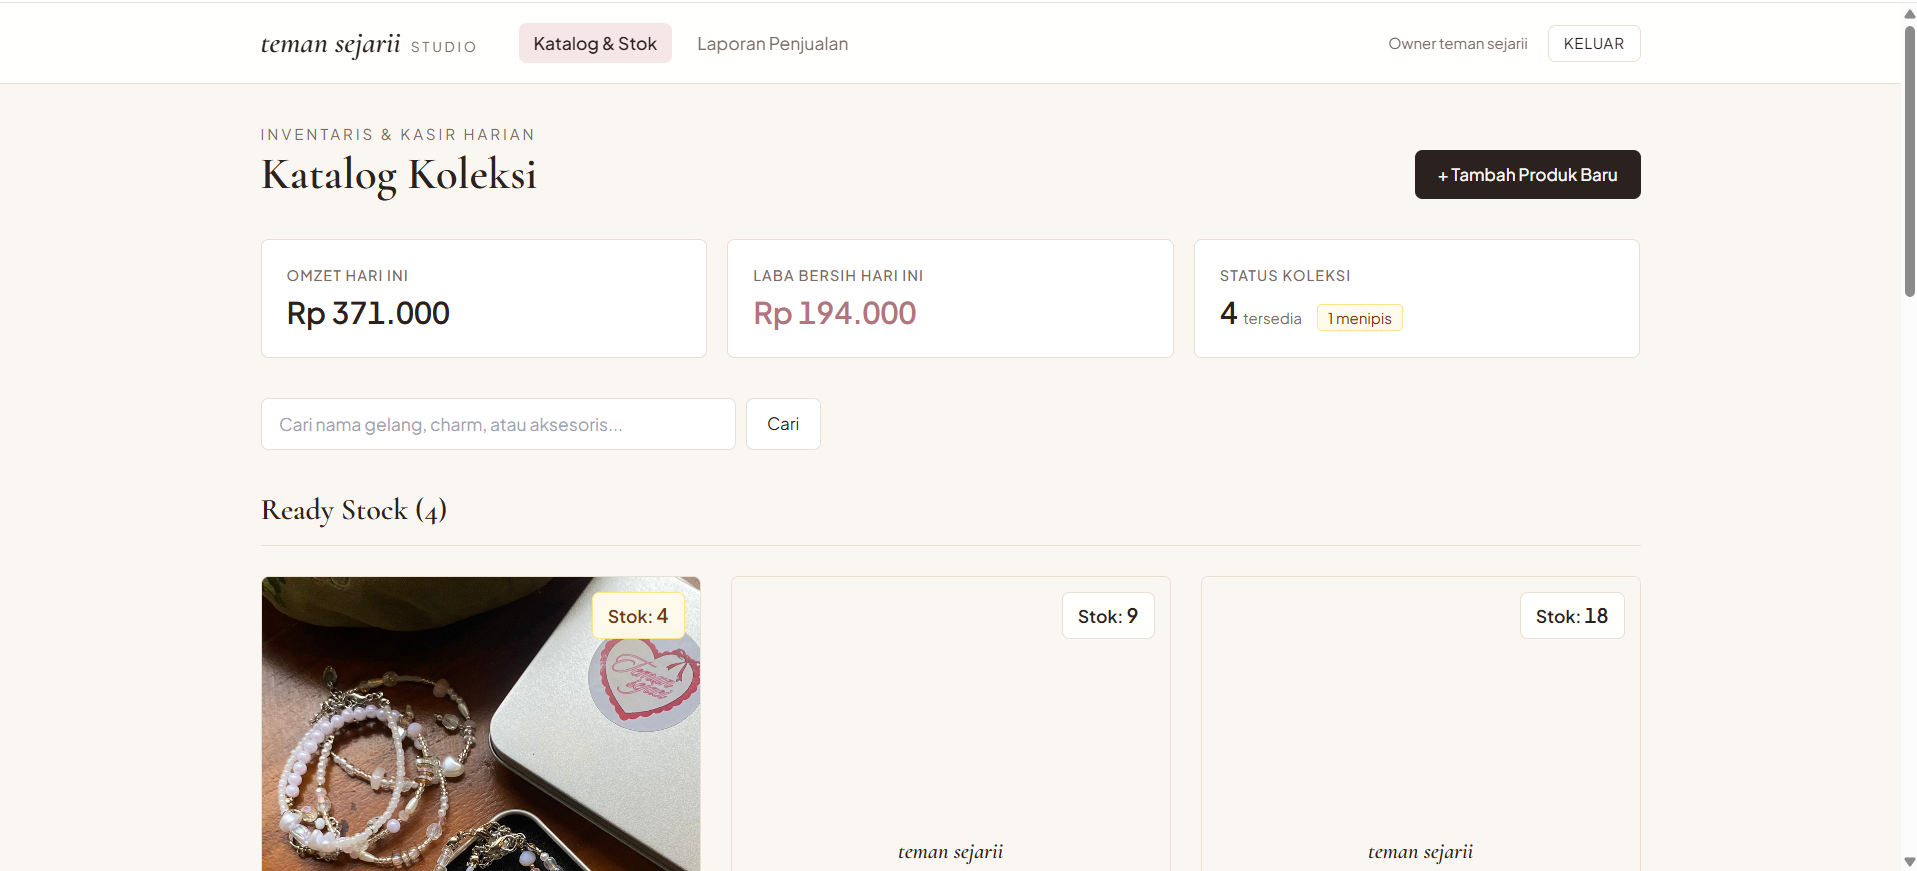 teman sejarii STUDIO
Katalog & Stok
Laporan Penjualan
Owner teman sejarii
KELUAR
INVENTARIS & KASIR HARIAN
Katalog Koleksi
+ Tambah Produk Baru
OMZET HARI INI
Rp 371.000
LABA BERSIH HARI INI
Rp 194.000
STATUS KOLEKSI
4 tersedia
1 menipis
Cari nama gelang, charm, atau aksesoris...
Cari
Ready Stock (4)
Stok: 4
Stok: 9
Stok: 18
teman sejarii
teman sejarii